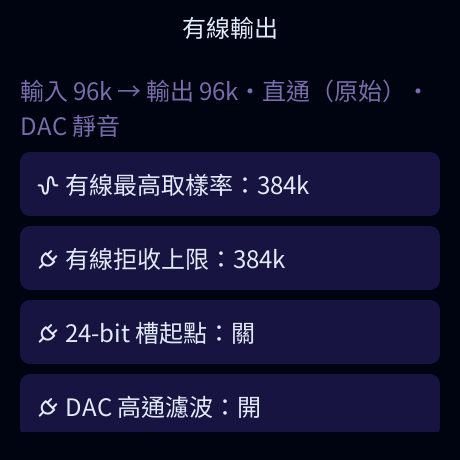 有線輸出
輸入 96k → 輸出 96k・直通（原始）・
DAC 靜音
有線最高取樣率：384k
有線拒收上限：384k
24-bit 槽起點：關
DAC 高通濾波：開